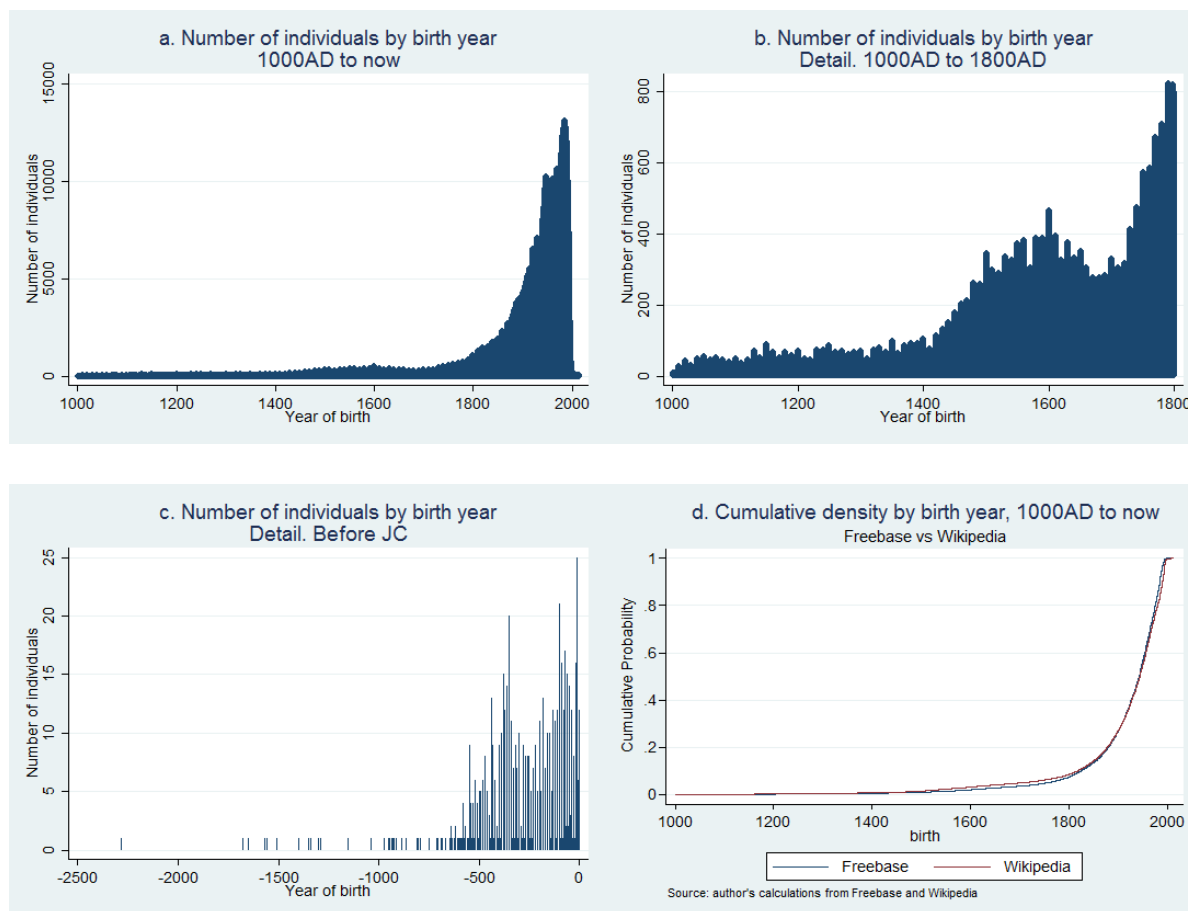 a. Number of individuals by birth year
1000AD to now
Number of individuals
15000
10000
5000
0
1000 1200 1400 1600 1800 2000
Year of birth
b. Number of individuals by birth year
Detail. 1000AD to 1800AD
Number of individuals
800
600
400
200
0
1000 1200 1400 1600 1800
Year of birth
c. Number of individuals by birth year
Detail. Before JC
Number of individuals
25
20
15
10
5
0
-2500 -2000 -1500 -1000 -500 0
Year of birth
d. Cumulative density by birth year, 1000AD to now
Freebase vs Wikipedia
Cumulative Probability
1
.8
.6
.4
.2
0
1000 1200 1400 1600 1800 2000
birth
Freebase Wikipedia
Source: author's calculations from Freebase and Wikipedia